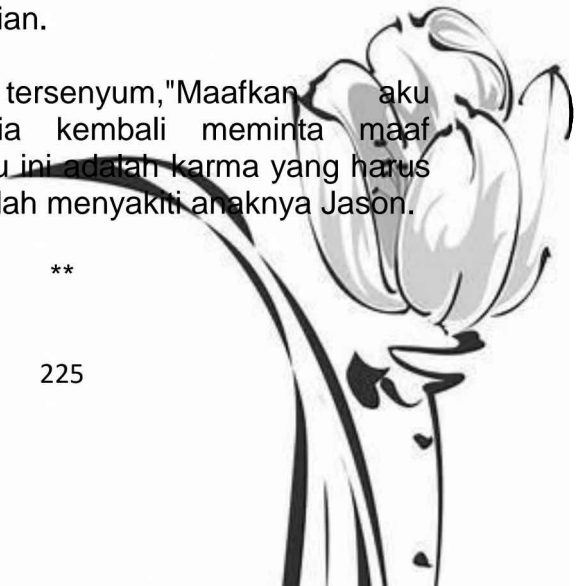 ian.
tersenyum,"Maafkan aku
ia kembali meminta maaf
u ini adalah karma yang harus
lah menyakiti anaknya Jason.
**
225